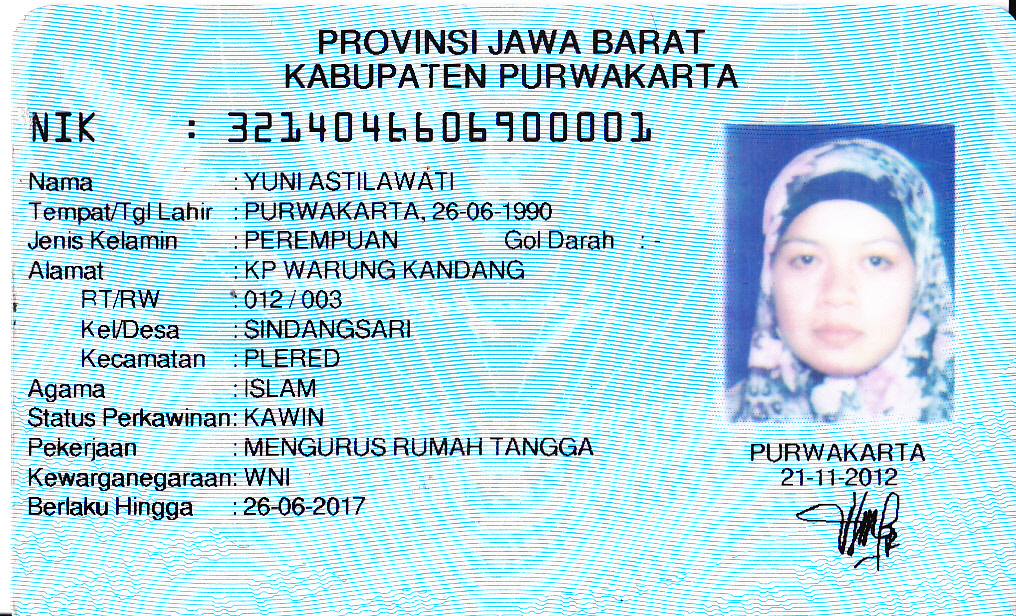 PROVINSI JAWA BARAT
KABUPATEN PURWAKARTA
NIK : 3214046606900001
Nama : YUNI ASTILAWATI
Tempat/Tgl Lahir : PURWAKARTA, 26-06-1990
Jenis Kelamin : PEREMPUAN Gol Darah : -
Alamat : KP WARUNG KANDANG
RT/RW : 012 / 003
Kel/Desa : SINDANGSARI
Kecamatan : PLERED
Agama : ISLAM
Status Perkawinan: KAWIN
Pekerjaan : MENGURUS RUMAH TANGGA
Kewarganegaraan: WNI
Berlaku Hingga : 26-06-2017
PURWAKARTA
21-11-2012